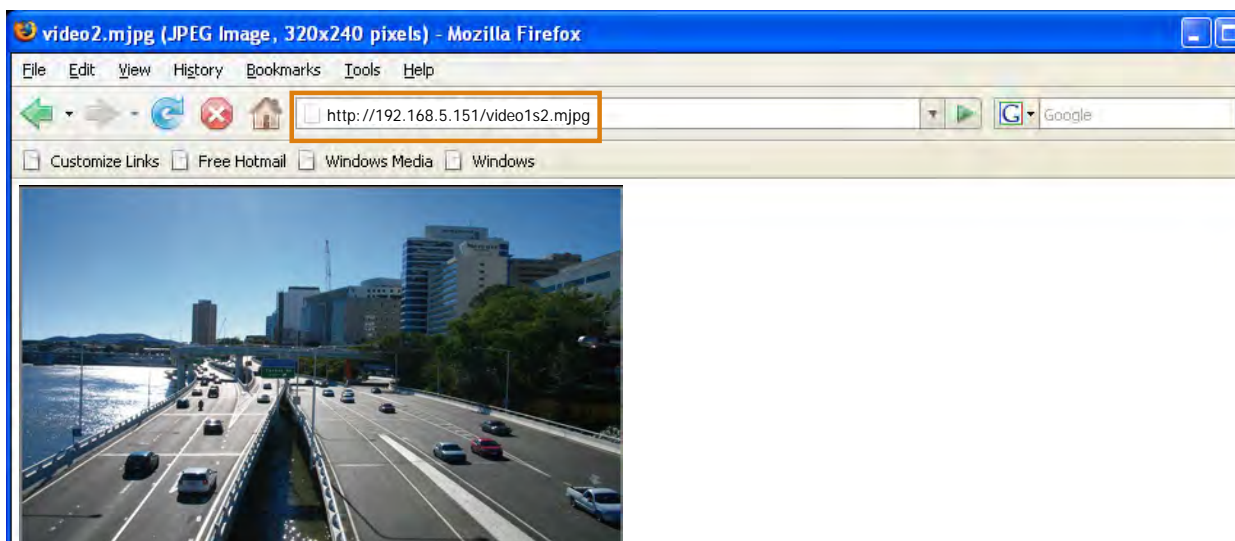 video2.mjpg (JPEG Image, 320x240 pixels) - Mozilla Firefox
File Edit View History Bookmarks Tools Help
http://192.168.5.151/video1s2.mjpg G Google
Customize Links Free Hotmail Windows Media Windows